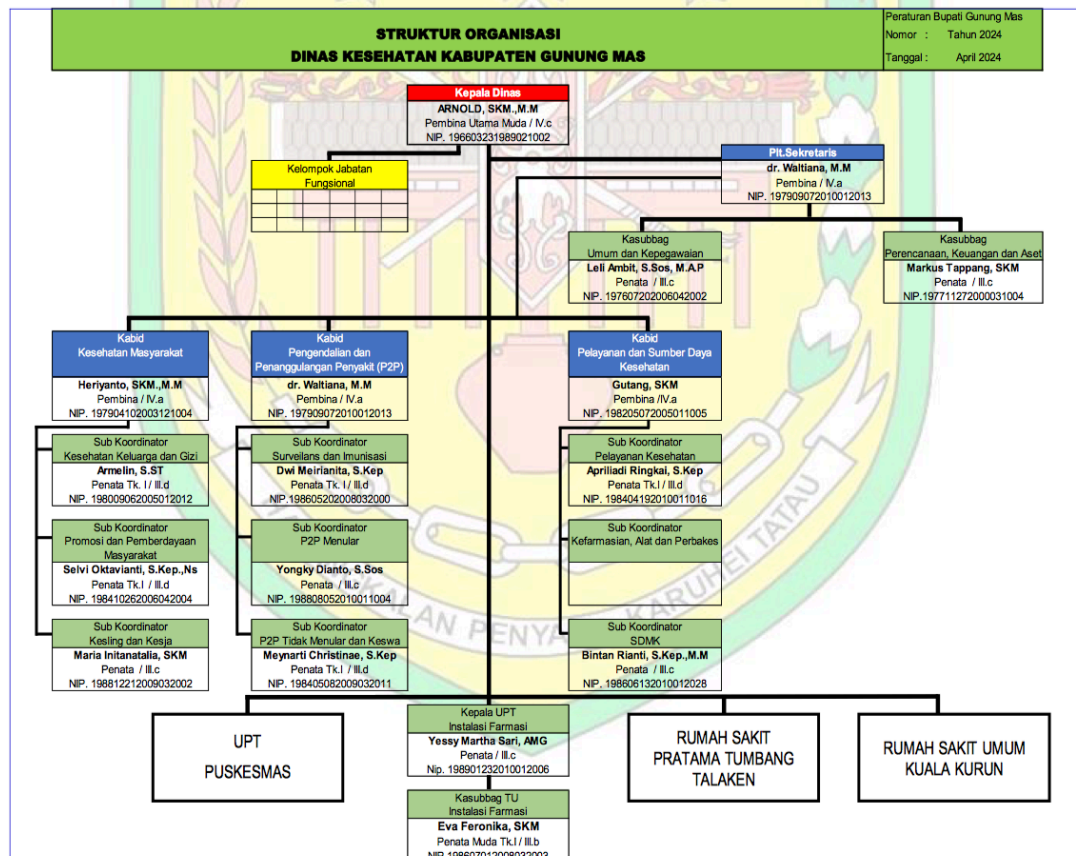 STRUKTUR ORGANISASI
DINAS KESEHATAN KABUPATEN GUNUNG MAS
Peraturan Bupati Gunung Mas
Nomor : Tahun 2024
Tanggal : April 2024
Kepala Dinas
ARNOLD, SKM.,M.M
Pembina Utama Muda / IV.c
NIP. 196603231989021002
Kelompok Jabatan
Fungsional
Plt.Sekretaris
dr. Waltiana, M.M
Pembina / IV.a
NIP. 197909072010012013
Kasubbag
Umum dan Kepegawaian
Leli Ambit, S.Sos, M.A.P
Penata / III.c
NIP. 197607202006042002
Kasubbag
Perencanaan, Keuangan dan Aset
Markus Tappang, SKM
Penata / III.c
NIP.197711272000031004
Kabid
Kesehatan Masyarakat
Heriyanto, SKM.,M.M
Pembina / IV.a
NIP. 197904102003121004
Kabid
Pengendalian dan
Penanggulangan Penyakit (P2P)
dr. Waltiana, M.M
Pembina / IV.a
NIP. 197909072010012013
Kabid
Pelayanan dan Sumber Daya
Kesehatan
Gutang, SKM
Pembina /IV.a
NIP. 198205072005011005
Sub Koordinator
Kesehatan Keluarga dan Gizi
Armelin, S.ST
Penata Tk. I / III.d
NIP. 198009062005012012
Sub Koordinator
Promosi dan Pemberdayaan
Masyarakat
Selvi Oktavianti, S.Kep.,Ns
Penata Tk.I / III.d
NIP. 198410262006042004
Sub Koordinator
Kesling dan Kesja
Maria Initanatalia, SKM
Penata / III.c
NIP. 198812212009032002
Sub Koordinator
Surveilans dan Imunisasi
Dwi Meirianita, S.Kep
Penata Tk. I / III.d
NIP. 198605202008032000
Sub Koordinator
P2P Menular
Yongky Dianto, S.Sos
Penata / III.c
NIP. 198808052010011004
Sub Koordinator
P2P Tidak Menular dan Keswa
Meynarti Christinae, S.Kep
Penata Tk.I / III.d
NIP. 198405082009032011
Sub Koordinator
Pelayanan Kesehatan
Apriliadi Ringkai, S.Kep
Penata Tk.I / III.d
NIP. 198404192010011016
Sub Koordinator
Kefarmasian, Alat dan Perbakes
Sub Koordinator
SDMK
Bintan Rianti, S.Kep.,M.M
Penata / III.c
NIP. 198606132010012028
UPT
PUSKESMAS
Kepala UPT
Instalasi Farmasi
Yessy Martha Sari, AMG
Penata / III.c
Nip. 198901232010012006
Kasubbag TU
Instalasi Farmasi
Eva Feronika, SKM
Penata Muda Tk.I / III.b
NIP. 198607012008032003
RUMAH SAKIT
PRATAMA TUMBANG
TALAKEN
RUMAH SAKIT UMUM
KUALA KURUN
KARUHEI TATAU